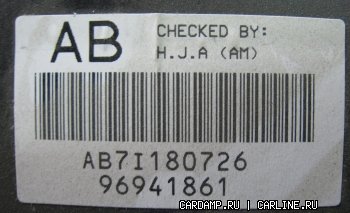 AB
CHECKED BY:
H.J.A (AM)
AB7I180726
96941861
CARDAMP.RU | CARLINE.RU